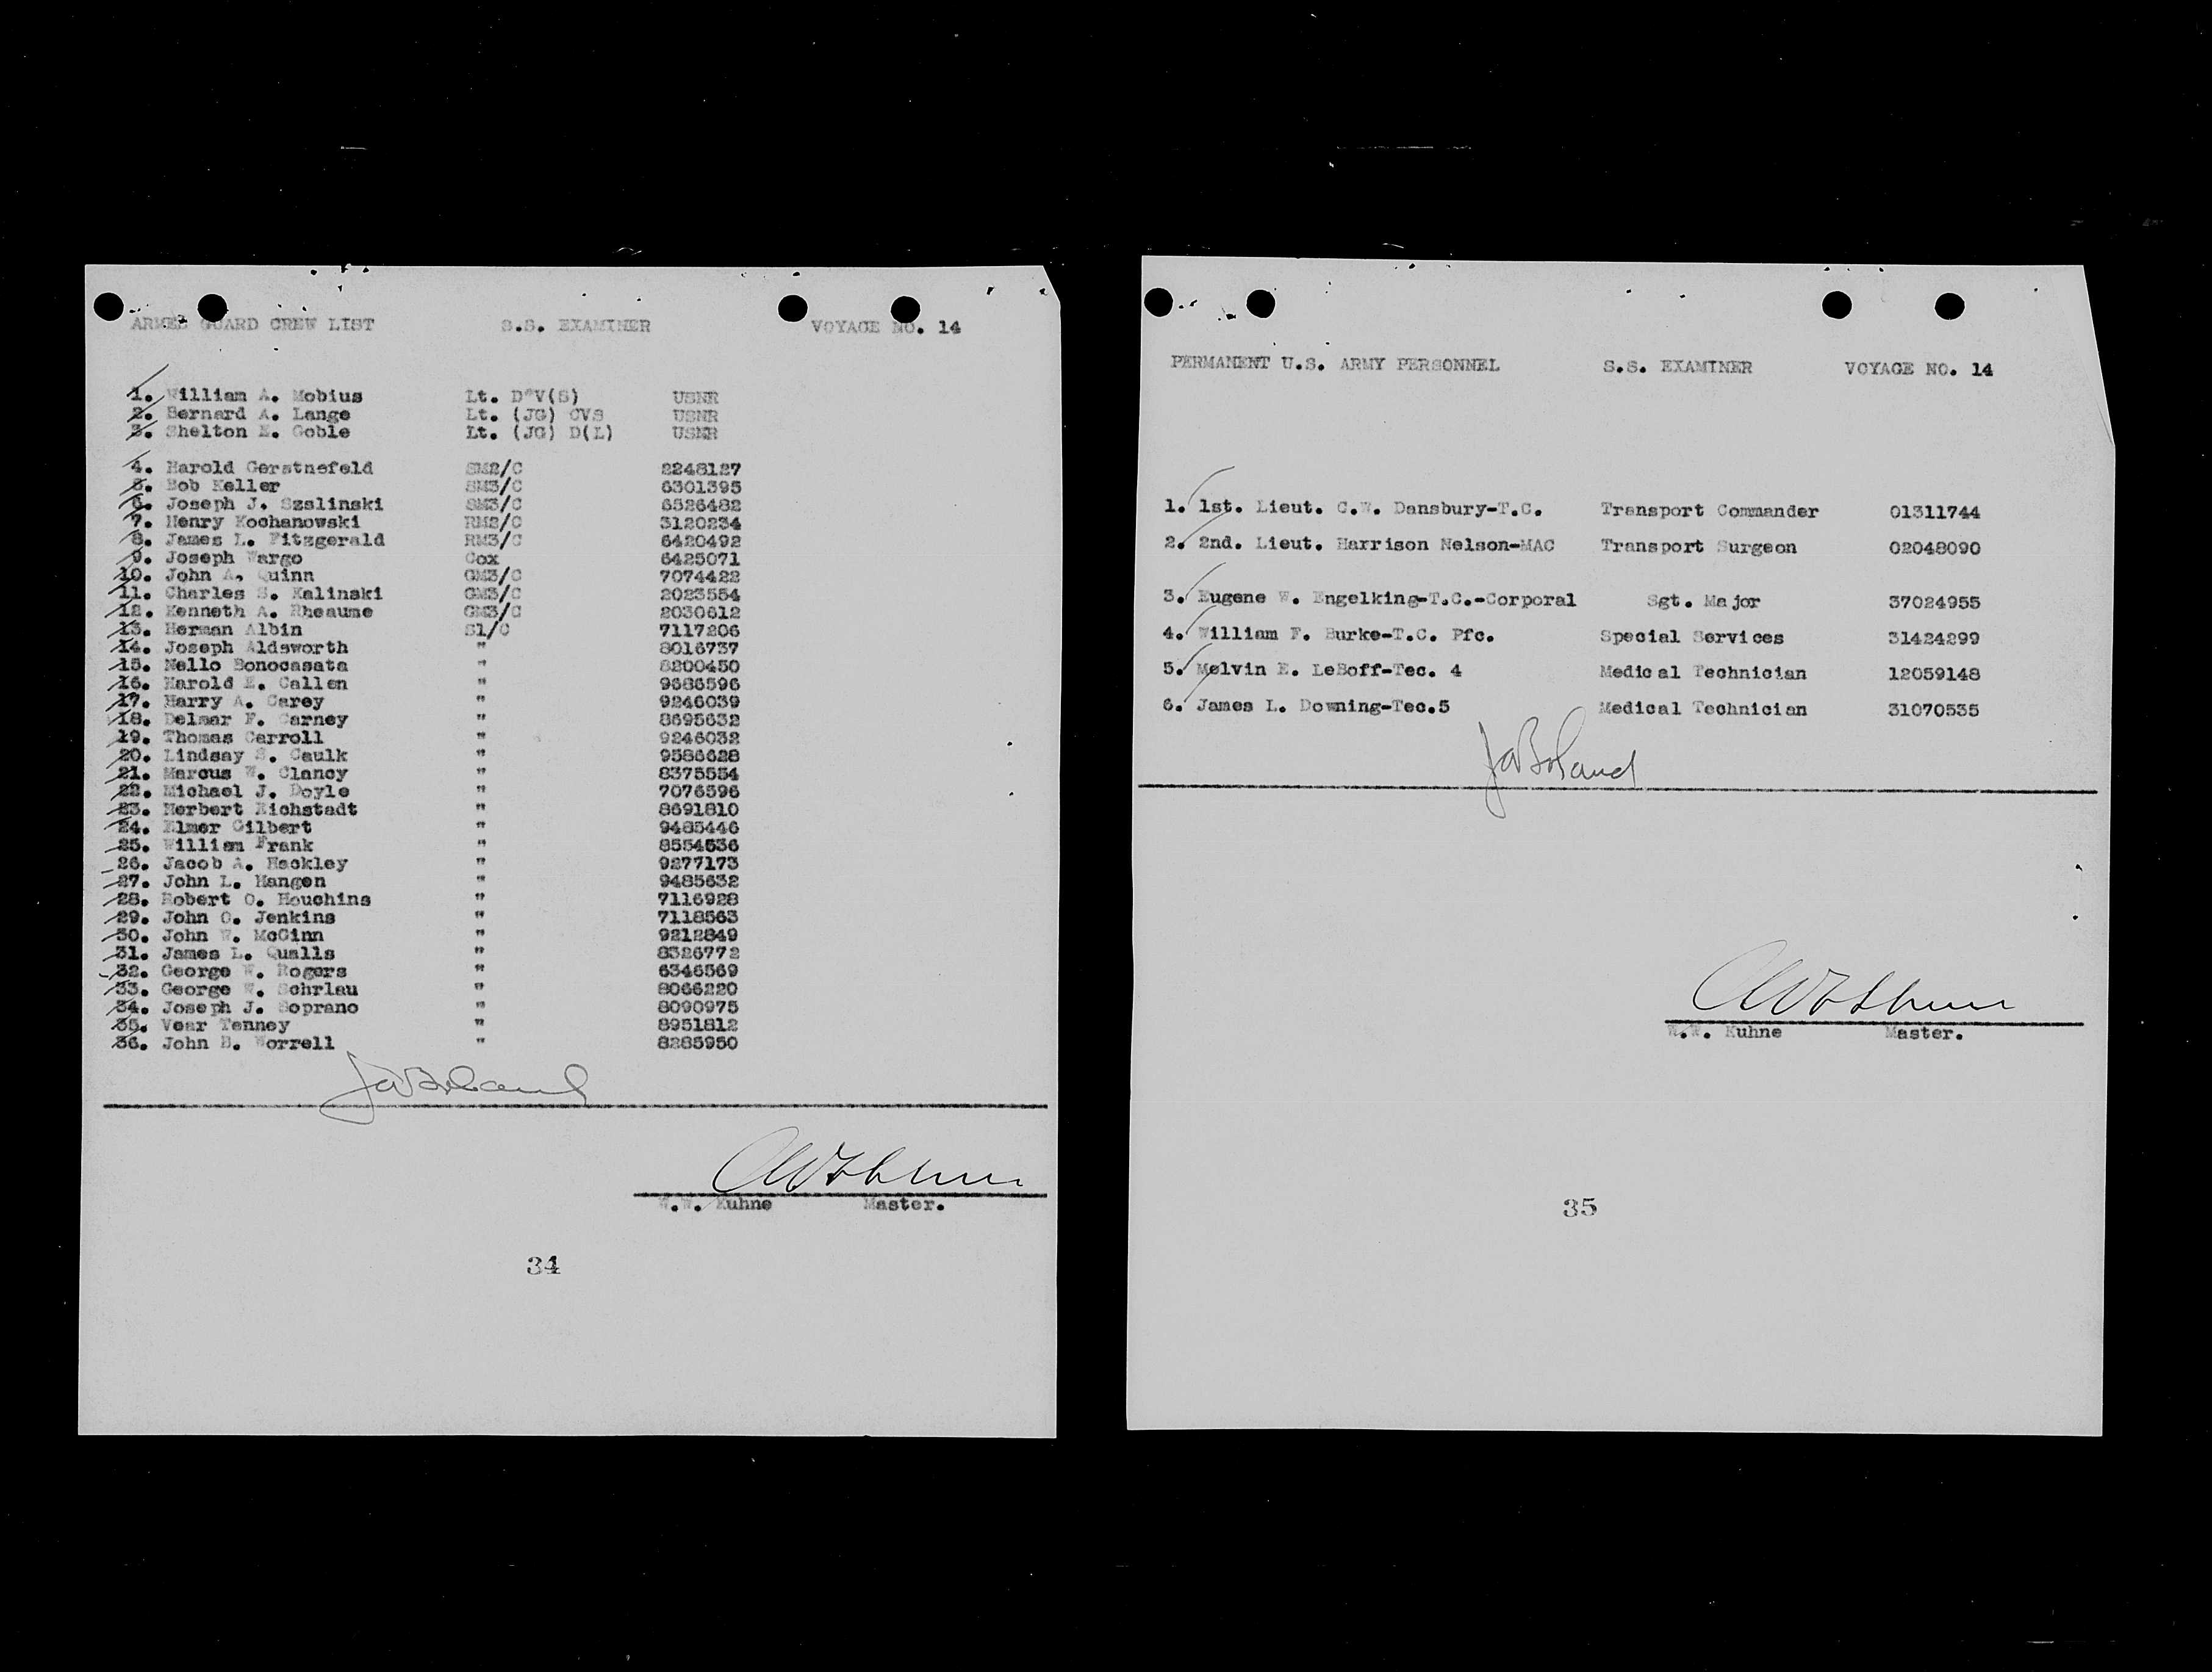 ARMED GUARD CREW LIST S.S. EXAMINER VOYAGE NO. 14
1. William A. Mobius Lt. D"V(S) USNR
2. Bernard A. Lange Lt. (JG) CVS USNR
3. Shelton E. Goble Lt. (JG) D(L) USNR
4. Harold Gerstnefeld SM2/C 2248127
5. Bob Keller SM3/C 6301395
6. Joseph J. Szalinski SM3/C 6526482
7. Henry Kochanowski RM2/C 3120234
8. James L. Fitzgerald RM3/C 6420492
9. Joseph Wargo Cox 6425071
10. John A. Quinn GM3/C 7074422
11. Charles S. Kalinski GM3/C 2023554
12. Kenneth A. Rheaume GM3/C 2030612
13. Herman Albin S1/C 7117206
14. Joseph Aldsworth " 8016737
15. Nello Bonocasata " 8200450
16. Harold E. Callen " 9686596
17. Harry A. Carey " 9246039
18. Delmar F. Carney " 8695632
19. Thomas Carroll " 9246032
20. Lindsay S. Caulk " 9586628
21. Marcus W. Clancy " 8375554
22. Michael J. Doyle " 7076596
23. Herbert Eichstadt " 8691810
24. Elmer Gilbert " 9485446
25. William Frank " 8554536
26. Jacob A. Hackley " 9277173
27. John L. Hangen " 9485632
28. Robert O. Houchins " 7116928
29. John O. Jenkins " 7118563
30. John W. McGinn " 9212849
31. James L. Qualls " 8326772
32. George W. Rogers " 6346569
33. George W. Schrlau " 8066220
34. Joseph J. Soprano " 8090975
35. Vear Tenney " 8951812
36. John B. Worrell " 8285950
W.W. Kuhne Master.
34
PERMANENT U.S. ARMY PERSONNEL S.S. EXAMINER VOYAGE NO. 14
1. 1st. Lieut. C.W. Dansbury-T.C. Transport Commander 01311744
2. 2nd. Lieut. Harrison Nelson-MAC Transport Surgeon 02048090
3. Eugene W. Engelking-T.C.-Corporal Sgt. Major 37024955
4. William F. Burke-T.C. Pfc. Special Services 31424299
5. Melvin E. LeBoff-Tec. 4 Medical Technician 12059148
6. James L. Downing-Tec.5 Medical Technician 31070535
JW Boland
W.W. Kuhne Master.
35